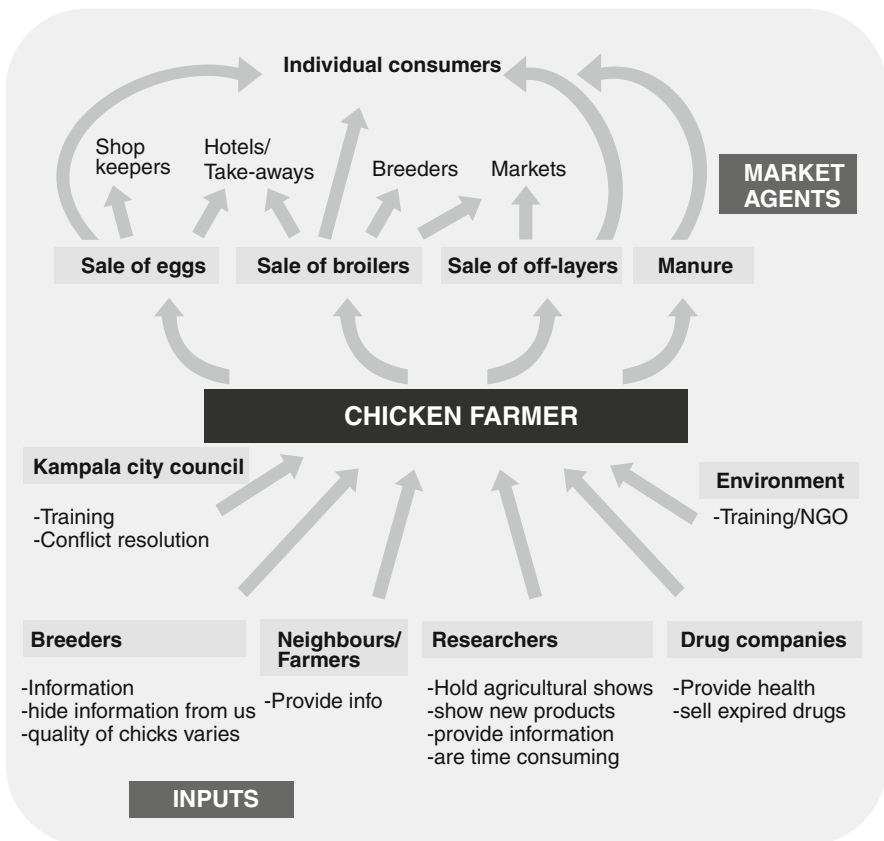 Individual consumers
Shop
keepers
Hotels/
Take-aways
Breeders
Markets
MARKET
AGENTS
Sale of eggs
Sale of broilers
Sale of off-layers
Manure
CHICKEN FARMER
Kampala city council
-Training
-Conflict resolution
Environment
-Training/NGO
Breeders
-Information
-hide information from us
-quality of chicks varies
Neighbours/
Farmers
-Provide info
Researchers
-Hold agricultural shows
-show new products
-provide information
-are time consuming
Drug companies
-Provide health
-sell expired drugs
INPUTS